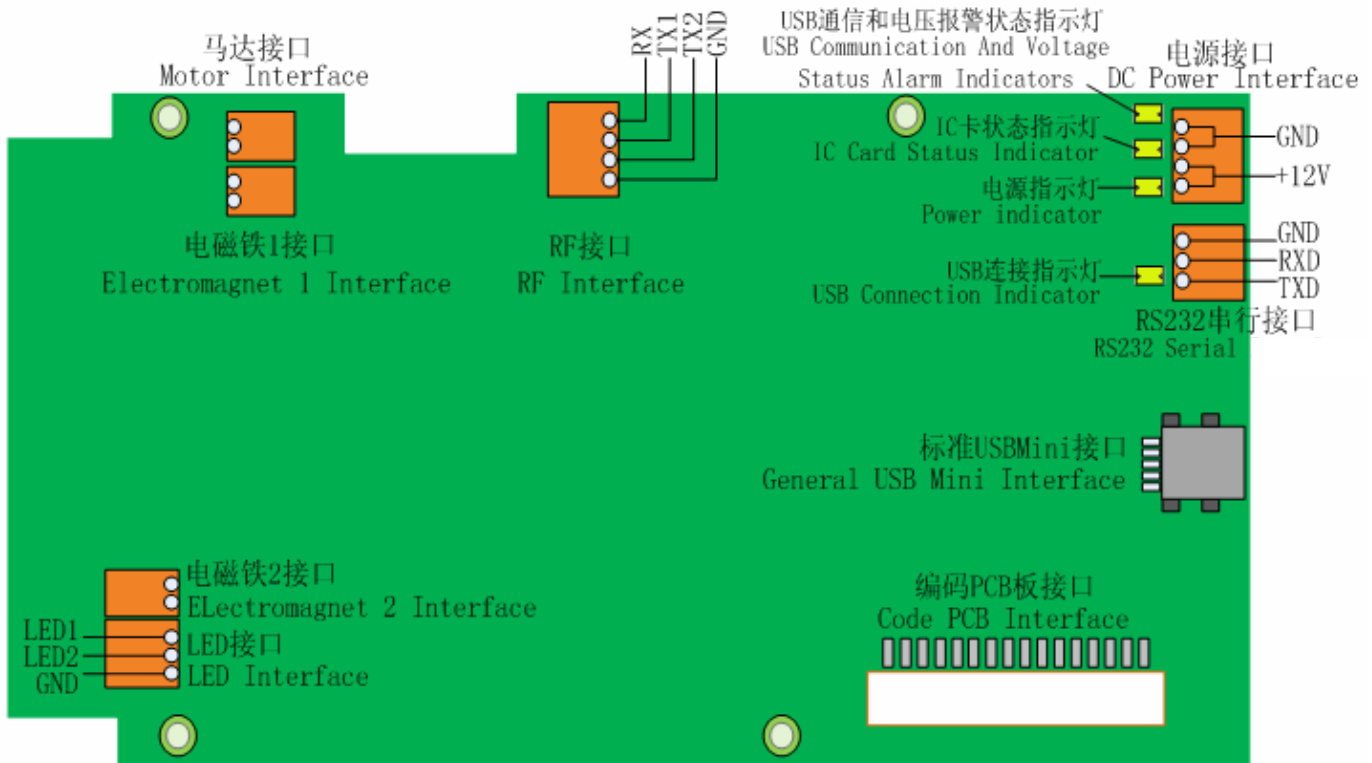 马达接口
Motor Interface
RX
TX1
TX2
GND
USB通信和电压报警状态指示灯
USB Communication And Voltage
Status Alarm Indicators
电源接口
DC Power Interface
IC卡状态指示灯
IC Card Status Indicator
GND
+12V
电源指示灯
Power indicator
电磁铁1接口
Electromagnet 1 Interface
RF接口
RF Interface
USB连接指示灯
USB Connection Indicator
GND
RXD
TXD
RS232串行接口
RS232 Serial
标准USBMini接口
General USB Mini Interface
电磁铁2接口
ELectromagnet 2 Interface
LED1
LED2
GND
LED接口
LED Interface
编码PCB板接口
Code PCB Interface